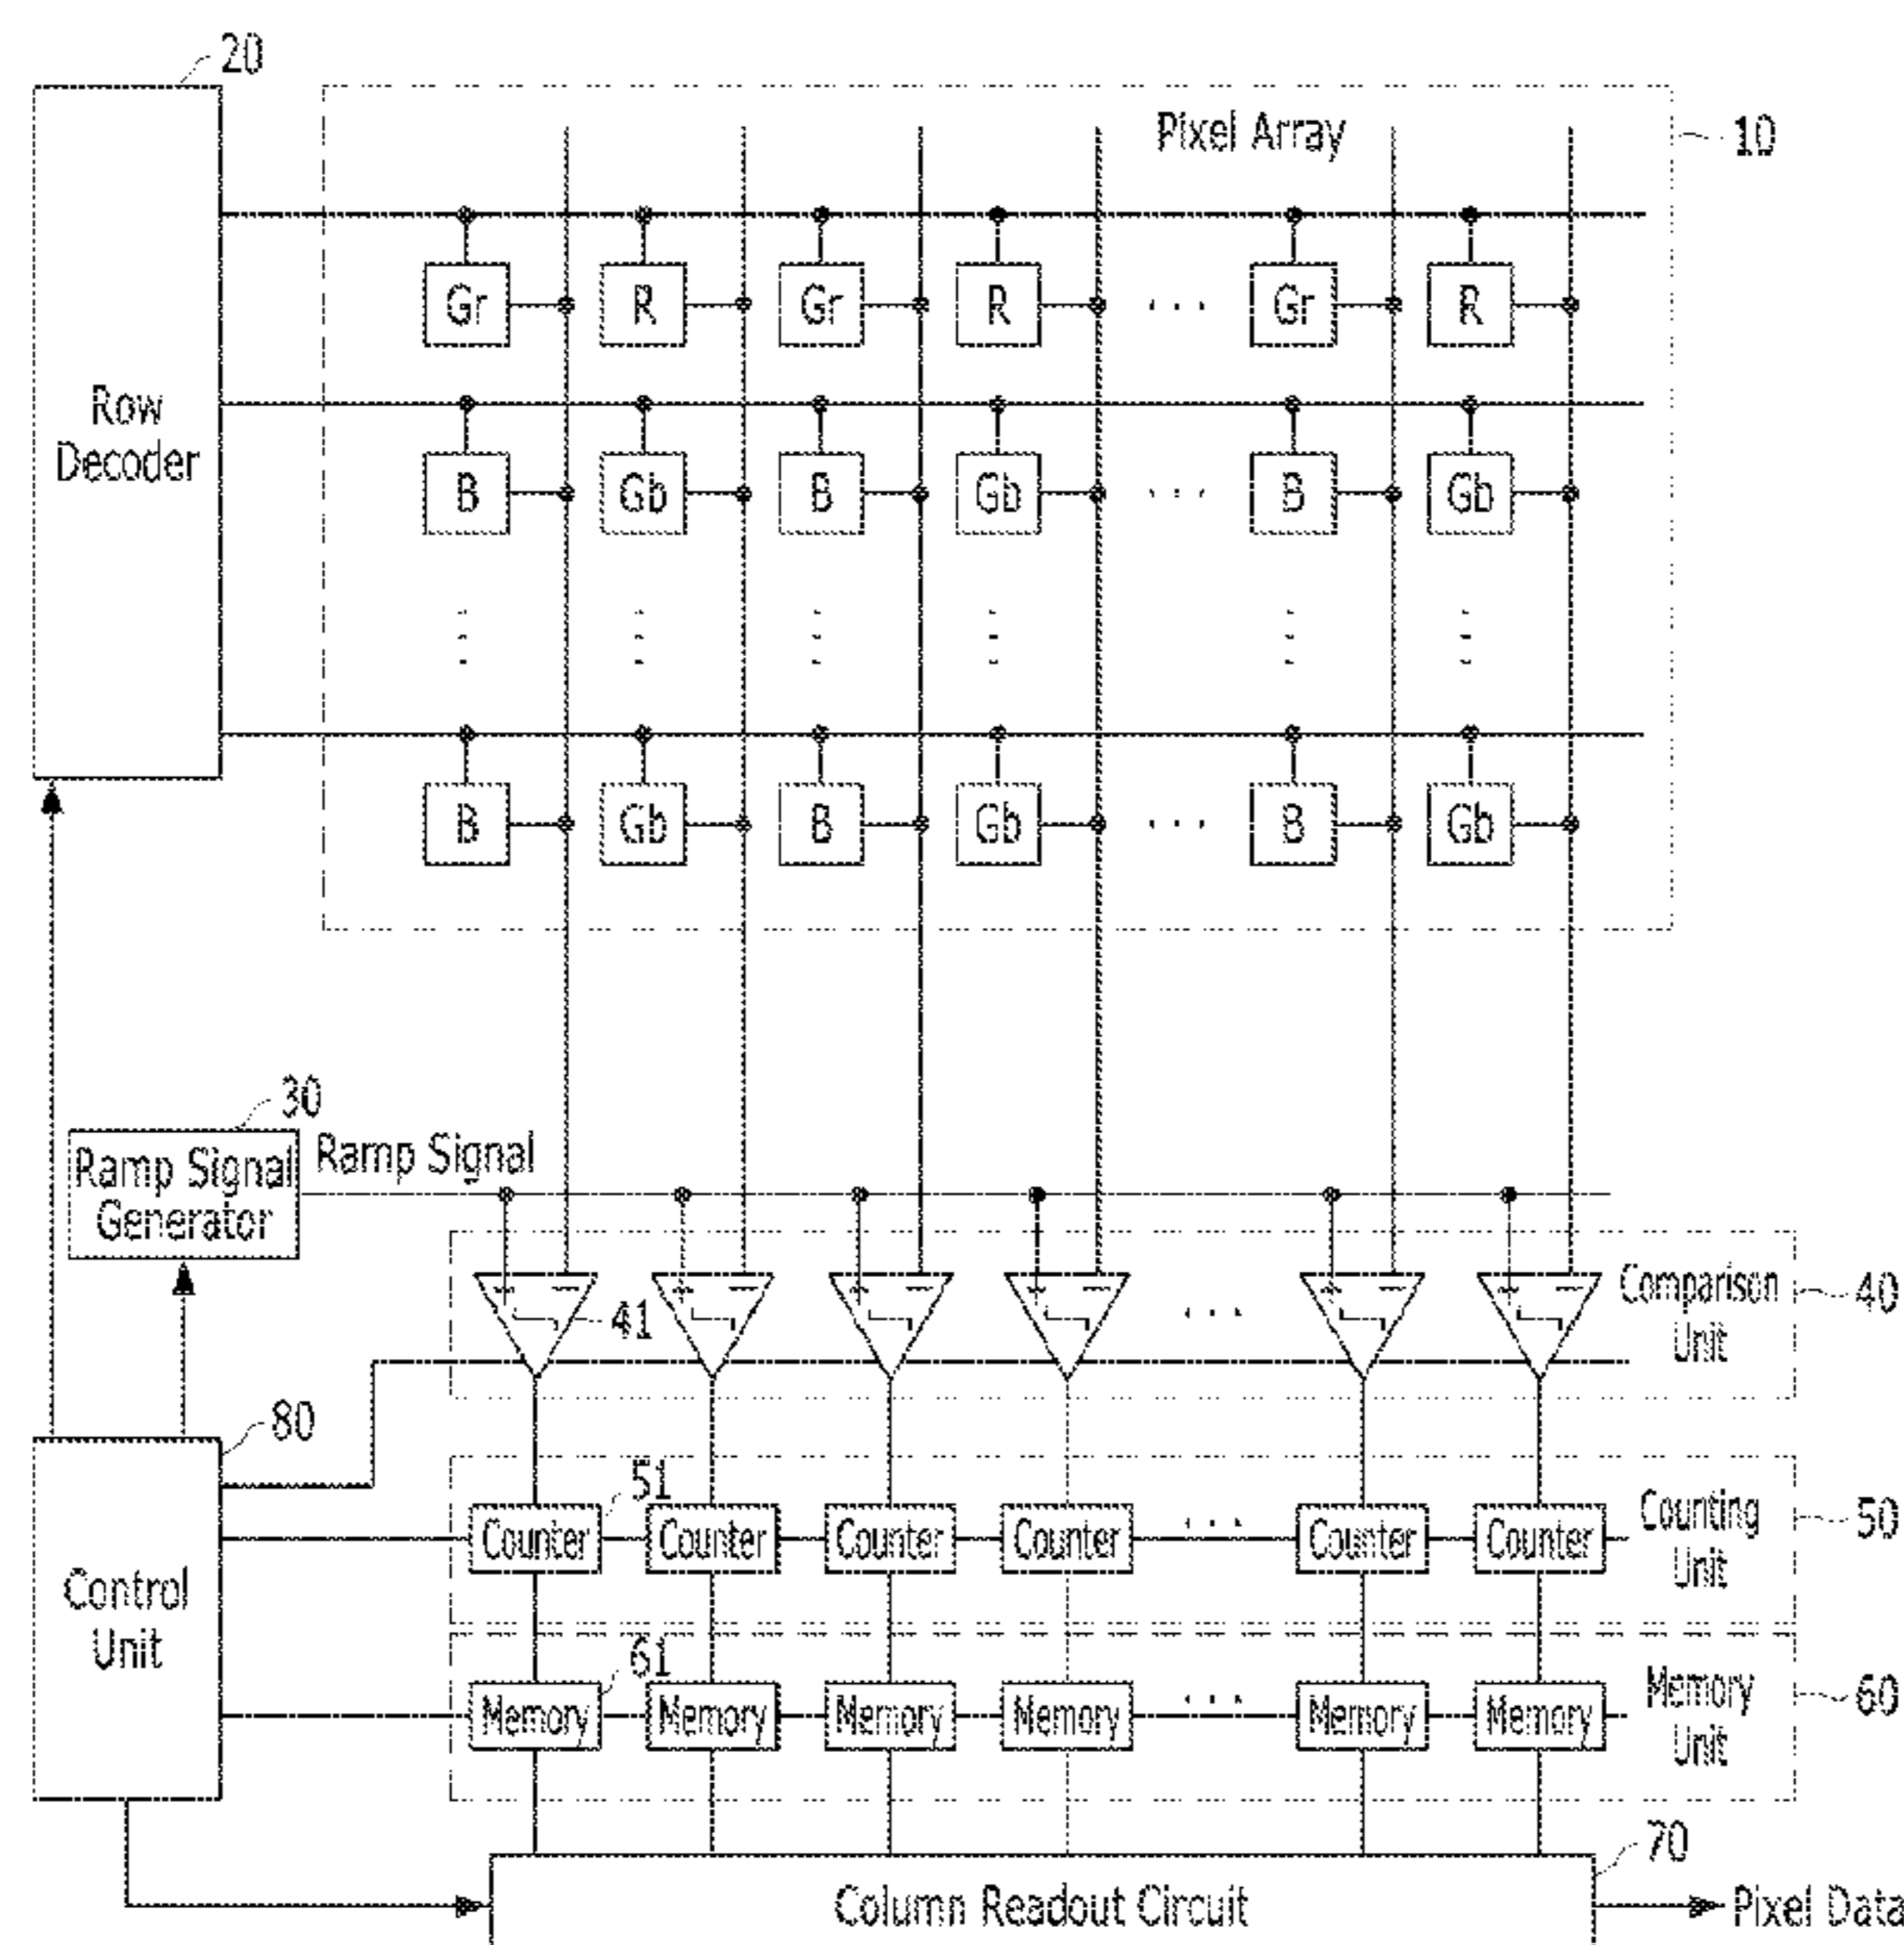 20
Pixel Array
10
Gr R Gr R ... Gr R
Row
Decoder
B Gb B Gb ... B Gb
B Gb B Gb ... B Gb
30
Ramp Signal
Generator
Ramp Signal
41
Comparison
Unit
40
80
Control
Unit
51
Counter Counter Counter Counter ... Counter Counter
Counting
Unit
50
61
Memory Memory Memory Memory ... Memory Memory
Memory
Unit
60
70
Column Readout Circuit
Pixel Data